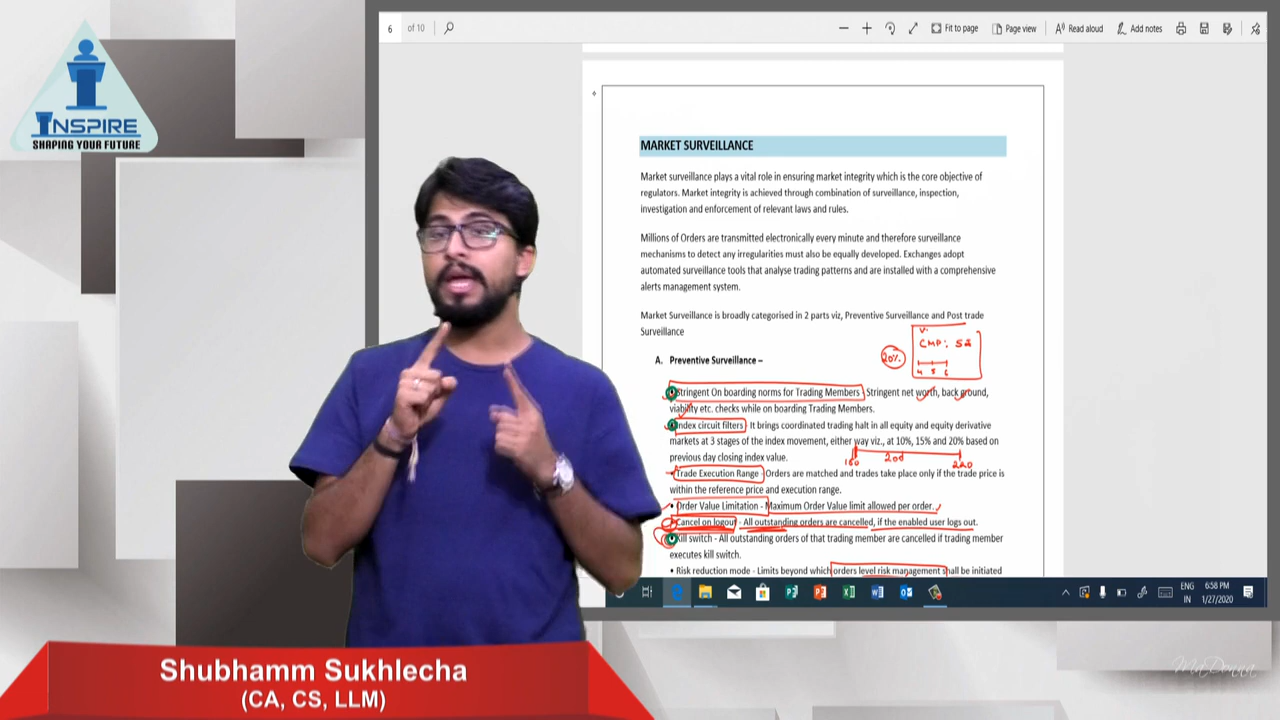 INSPIRE
SHAPING YOUR FUTURE
6 of 10
Fit to page
Page view
Read aloud
Add notes
MARKET SURVEILLANCE
Market surveillance plays a vital role in ensuring market integrity which is the core objective of
regulators. Market integrity is achieved through combination of surveillance, inspection,
investigation and enforcement of relevant laws and rules.
Millions of Orders are transmitted electronically every minute and therefore surveillance
mechanisms to detect any irregularities must also be equally developed. Exchanges adopt
automated surveillance tools that analyse trading patterns and are installed with a comprehensive
alerts management system.
Market Surveillance is broadly categorised in 2 parts viz, Preventive Surveillance and Post trade
Surveillance
CMP: 52
20%
4 5 6
A. Preventive Surveillance –
Stringent On boarding norms for Trading Members - Stringent net worth, back ground,
viability etc. checks while on boarding Trading Members.
Index circuit filters - It brings coordinated trading halt in all equity and equity derivative
markets at 3 stages of the index movement, either way viz., at 10%, 15% and 20% based on
previous day closing index value.
180 200 220
Trade Execution Range - Orders are matched and trades take place only if the trade price is
within the reference price and execution range.
• Order Value Limitation - Maximum Order Value limit allowed per order.
Cancel on logout - All outstanding orders are cancelled, if the enabled user logs out.
Kill switch - All outstanding orders of that trading member are cancelled if trading member
executes kill switch.
• Risk reduction mode - Limits beyond which orders level risk management shall be initiated
ENG
IN
6:58 PM
1/27/2020
Shubhamm Sukhlecha
(CA, CS, LLM)
MaDonna